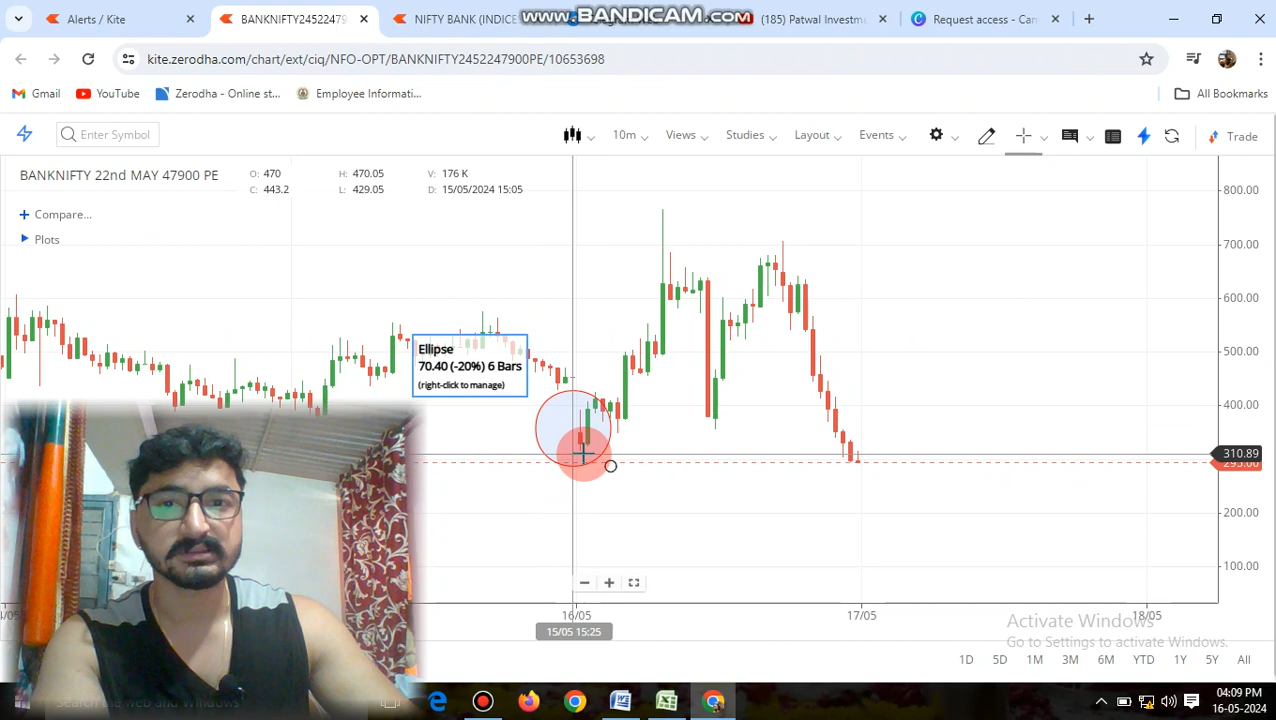 Alerts / Kite
BANKNIFTY24522479
NIFTY BANK (INDICE
(185) Patwal Investm
Request access - Can
www.BANDICAM.com
kite.zerodha.com/chart/ext/ciq/NFO-OPT/BANKNIFTY2452247900PE/10653698
Gmail
YouTube
Zerodha - Online st...
Employee Informati...
All Bookmarks
Enter Symbol
10m
Views
Studies
Layout
Events
Trade
BANKNIFTY 22nd MAY 47900 PE
O: 470
H: 470.05
V: 176 K
C: 443.2
L: 429.05
D: 15/05/2024 15:05
Compare...
Plots
800.00
700.00
600.00
500.00
400.00
310.89
200.00
100.00
Ellipse
70.40 (-20%) 6 Bars
(right-click to manage)
16/05
17/05
18/05
15/05 15:25
Activate Windows
Go to Settings to activate Windows.
1D
5D
1M
3M
6M
YTD
1Y
5Y
All
Search the web and Windows
04:09 PM
16-05-2024